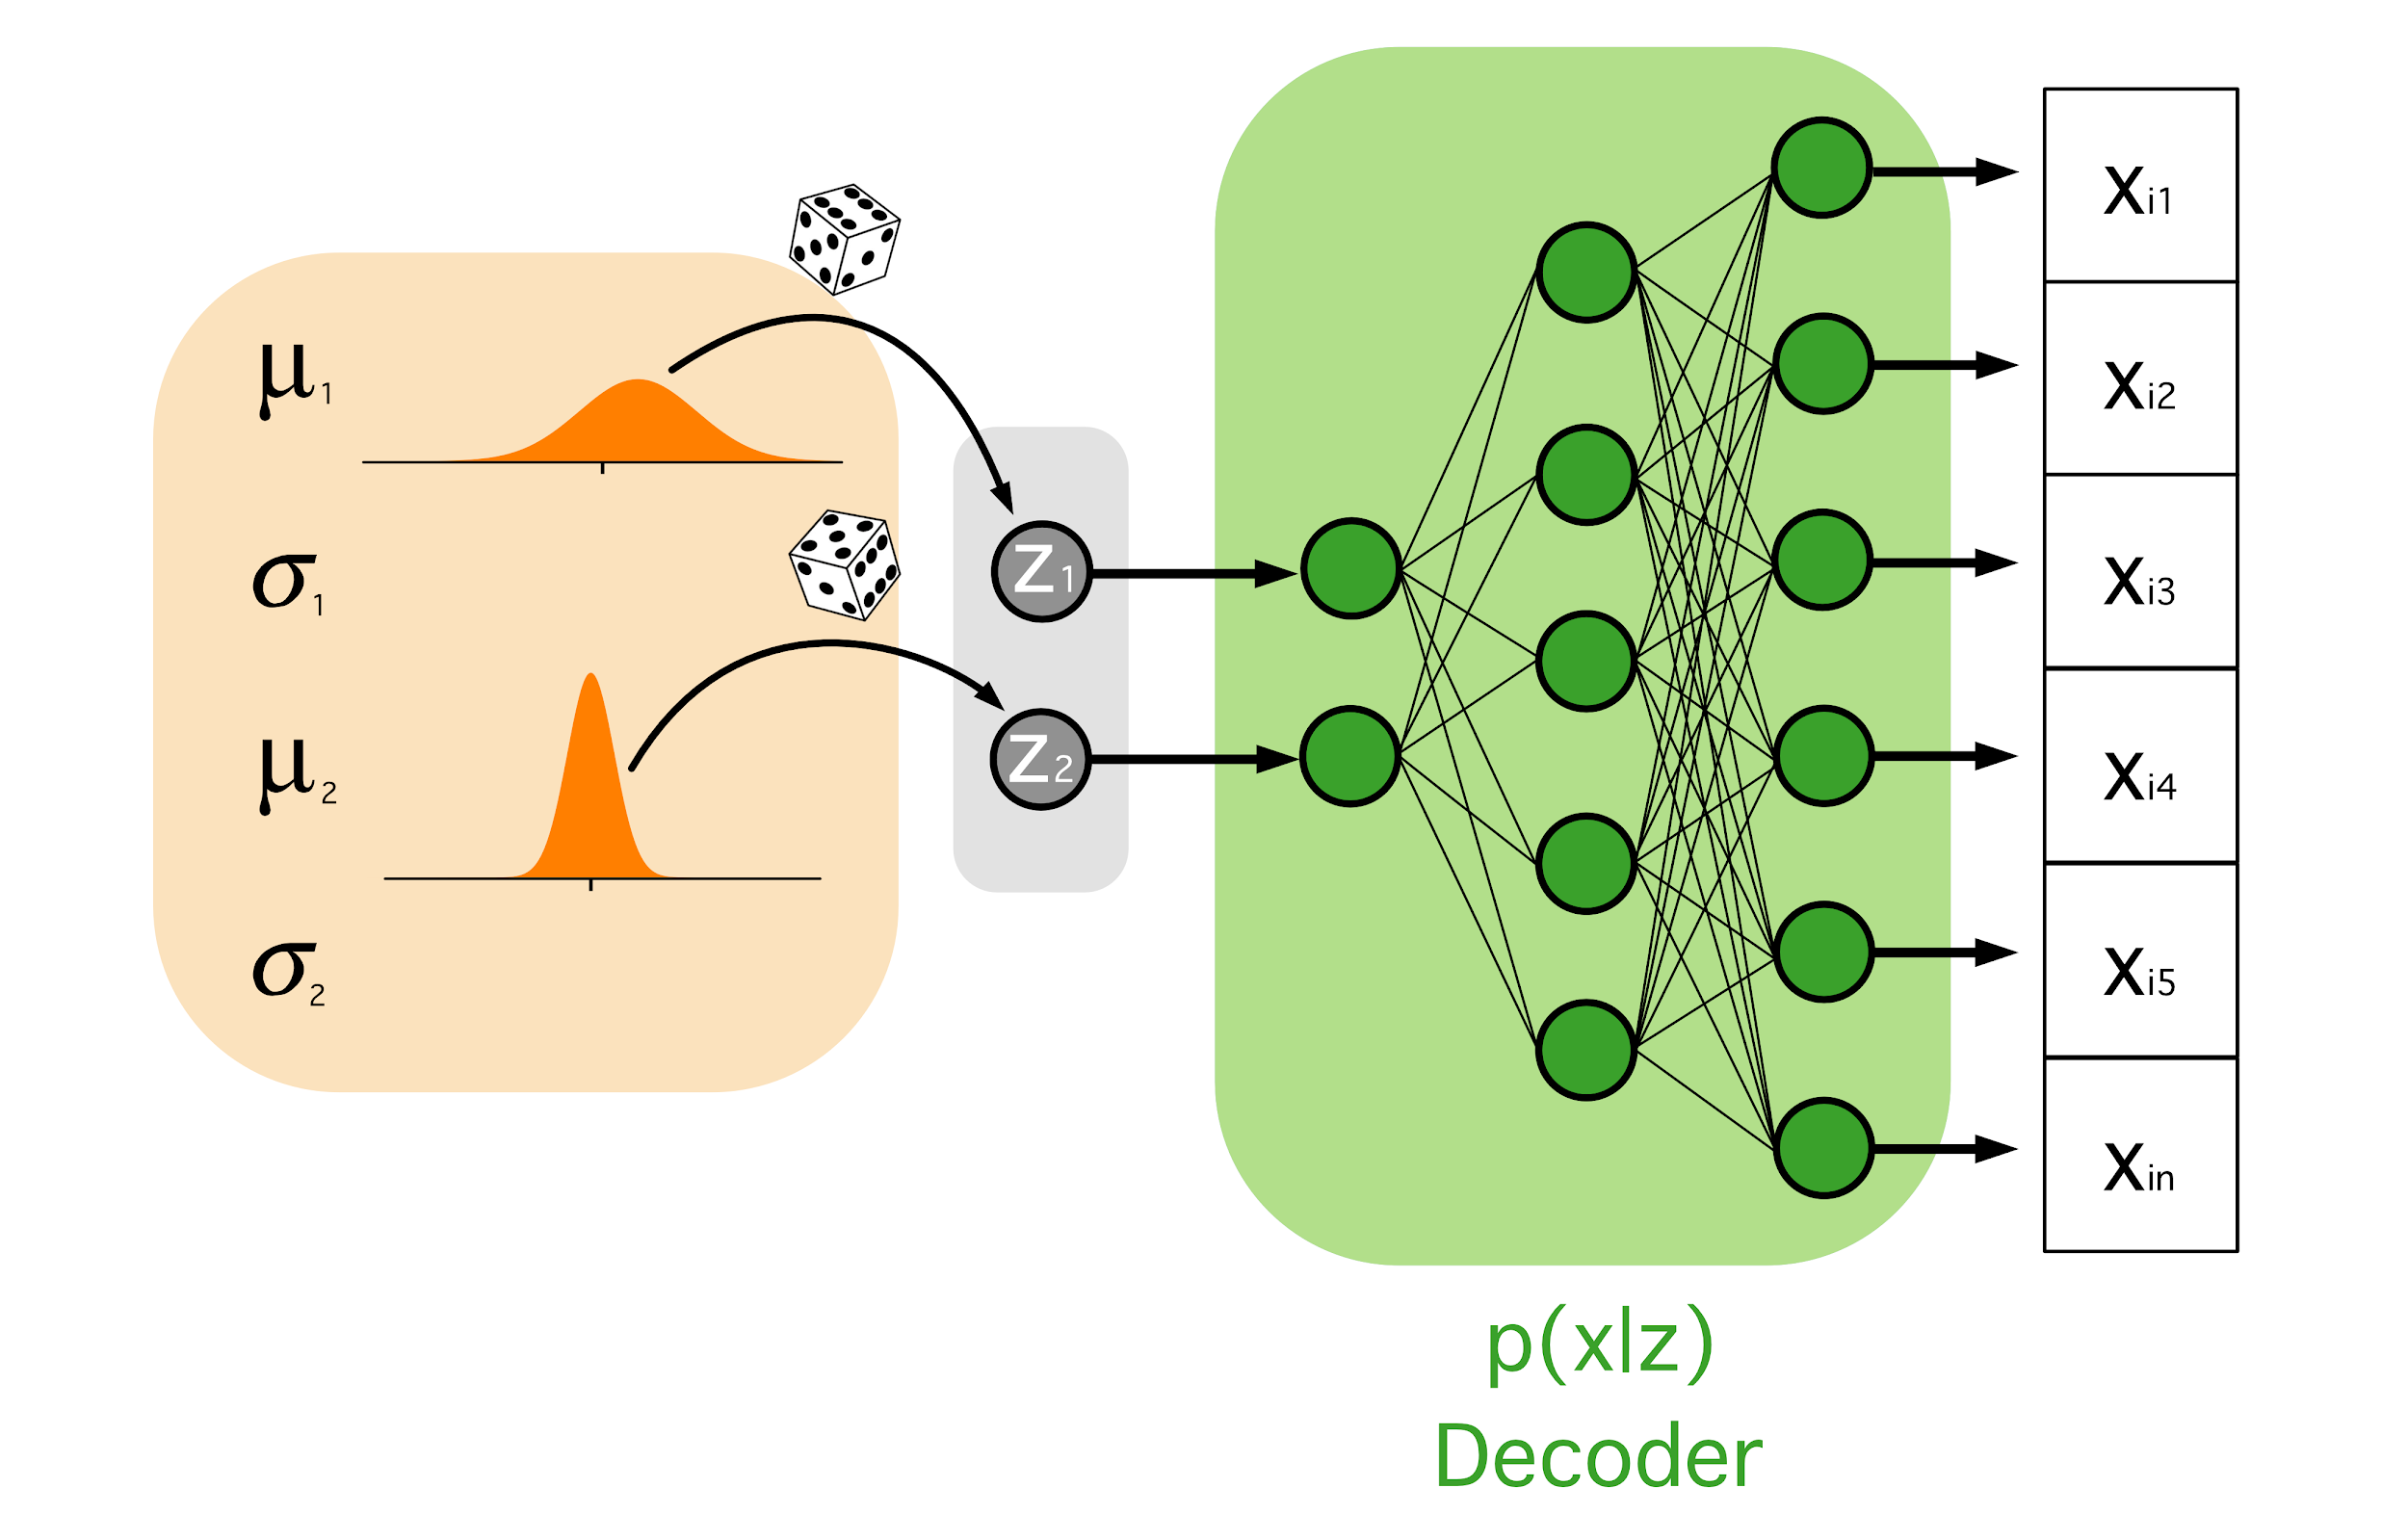 μ1
σ1
μ2
σ2
z1
z2
xi1
xi2
xi3
xi4
xi5
xin
p(x|z)
Decoder